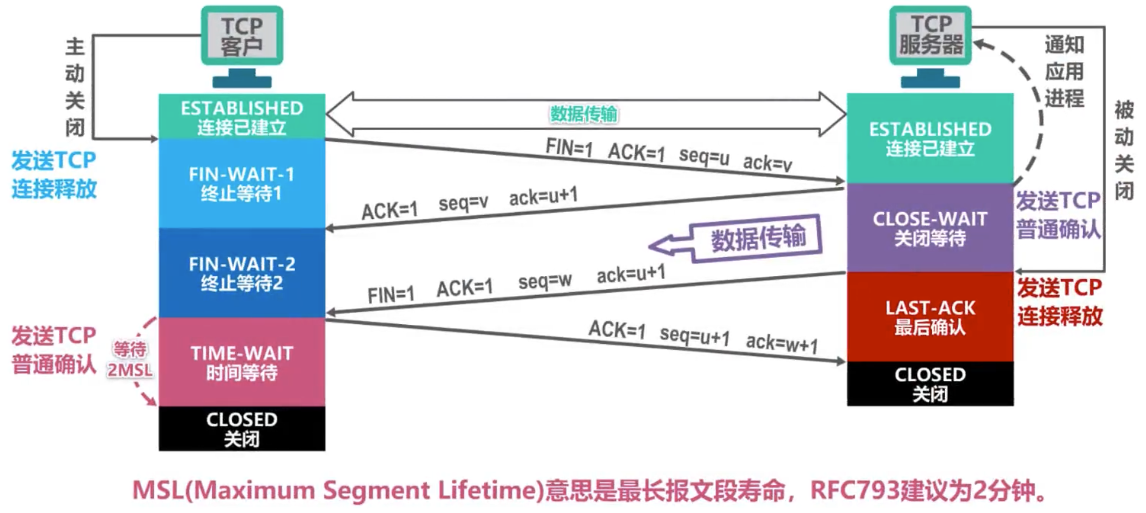 TCP
客户
TCP
服务器
主
动
关
闭
通知
应用
进程
被
动
关
闭
ESTABLISHED
连接已建立
数据传输
ESTABLISHED
连接已建立
发送TCP
连接释放
FIN=1 ACK=1 seq=u ack=v
FIN-WAIT-1
终止等待1
ACK=1 seq=v ack=u+1
CLOSE-WAIT
关闭等待
发送TCP
普通确认
数据传输
FIN-WAIT-2
终止等待2
FIN=1 ACK=1 seq=w ack=u+1
LAST-ACK
最后确认
发送TCP
连接释放
发送TCP
普通确认
等待
2MSL
TIME-WAIT
时间等待
ACK=1 seq=u+1 ack=w+1
CLOSED
关闭
CLOSED
关闭
MSL(Maximum Segment Lifetime)意思是最长报文段寿命，RFC793建议为2分钟。